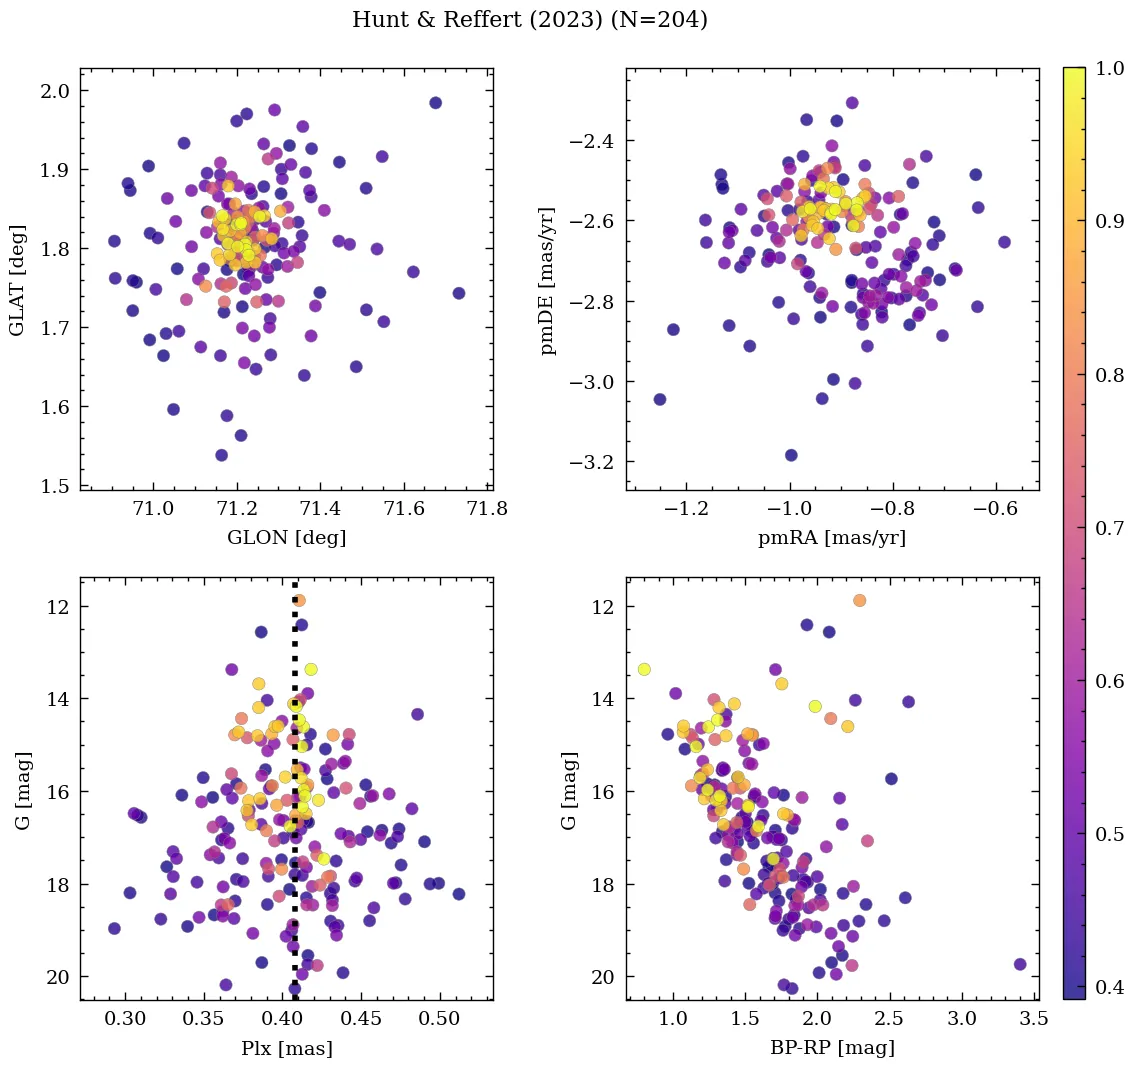 Hunt & Reffert (2023) (N=204)
2.0
1.9
1.8
1.7
1.6
1.5
GLAT [deg]
71.0 71.2 71.4 71.6 71.8
GLON [deg]
−2.4
−2.6
−2.8
−3.0
−3.2
pmDE [mas/yr]
−1.2 −1.0 −0.8 −0.6
pmRA [mas/yr]
12
14
16
18
20
G [mag]
0.30 0.35 0.40 0.45 0.50
Plx [mas]
12
14
16
18
20
G [mag]
1.0 1.5 2.0 2.5 3.0 3.5
BP-RP [mag]
1.0
0.9
0.8
0.7
0.6
0.5
0.4